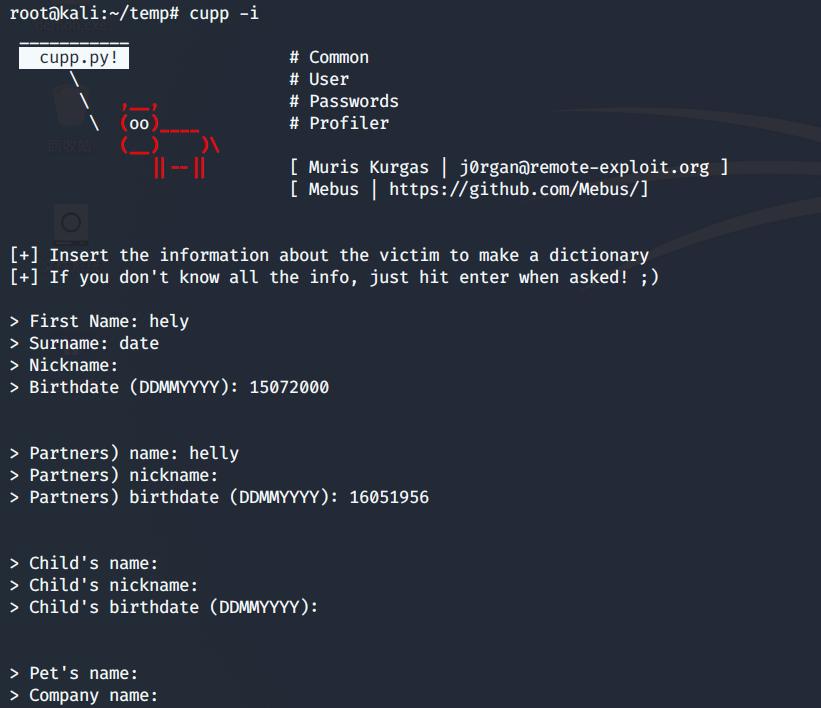 root@kali:~/temp# cupp -i
cupp.py!
# Common
# User
# Passwords
# Profiler
(oo)____
(__)    )\
||--||
[ Muris Kurgas | j0rgan@remote-exploit.org ]
[ Mebus | https://github.com/Mebus/]
回收站
[+] Insert the information about the victim to make a dictionary
[+] If you don't know all the info, just hit enter when asked! ;)
> First Name: hely
> Surname: date
> Nickname:
> Birthdate (DDMMYYYY): 15072000
> Partners) name: helly
> Partners) nickname:
> Partners) birthdate (DDMMYYYY): 16051956
> Child's name:
> Child's nickname:
> Child's birthdate (DDMMYYYY):
> Pet's name:
> Company name: